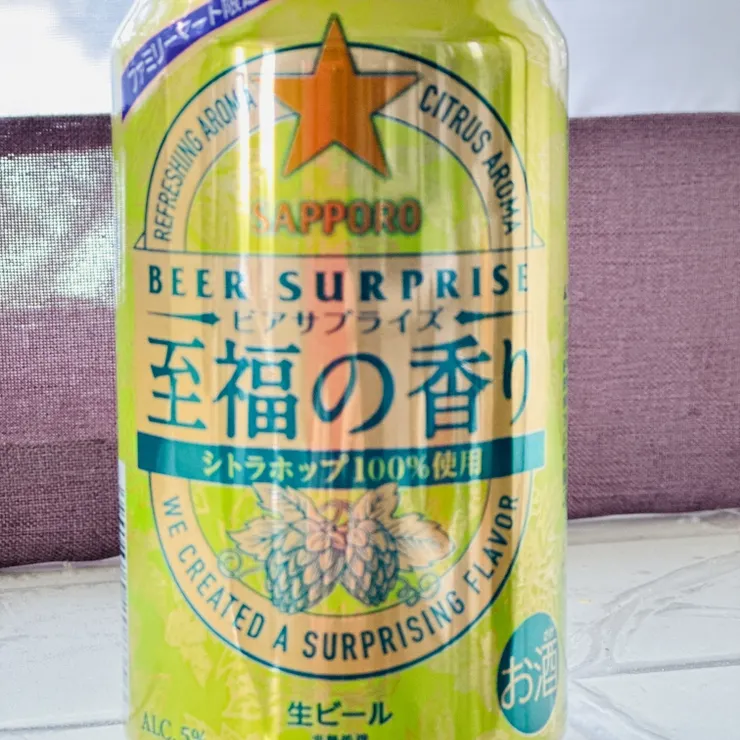 ファミリーマート限定
REFRESHING AROMA
CITRUS AROMA
SAPPORO
BEER SURPRISE
ビアサプライズ
至福の香り
シトラホップ100%使用
WE CREATED A SURPRISING FLAVOR
お酒
生ビール
ALC. 5%